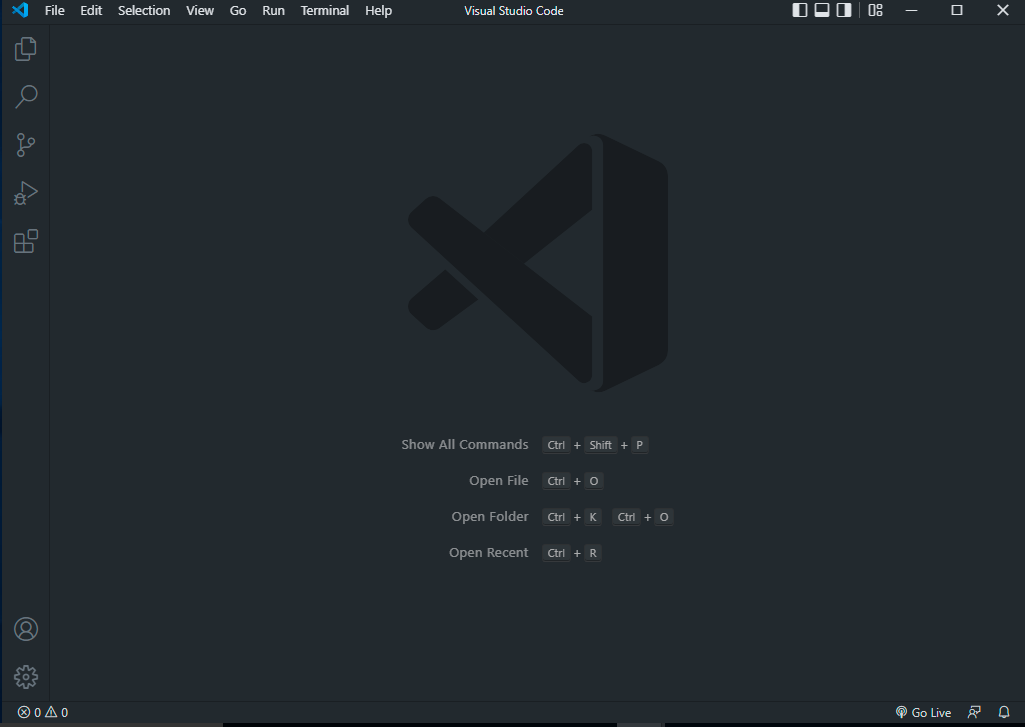 File Edit Selection View Go Run Terminal Help Visual Studio Code
Show All Commands Ctrl + Shift + P
Open File Ctrl + O
Open Folder Ctrl + K Ctrl + O
Open Recent Ctrl + R
0 0 Go Live